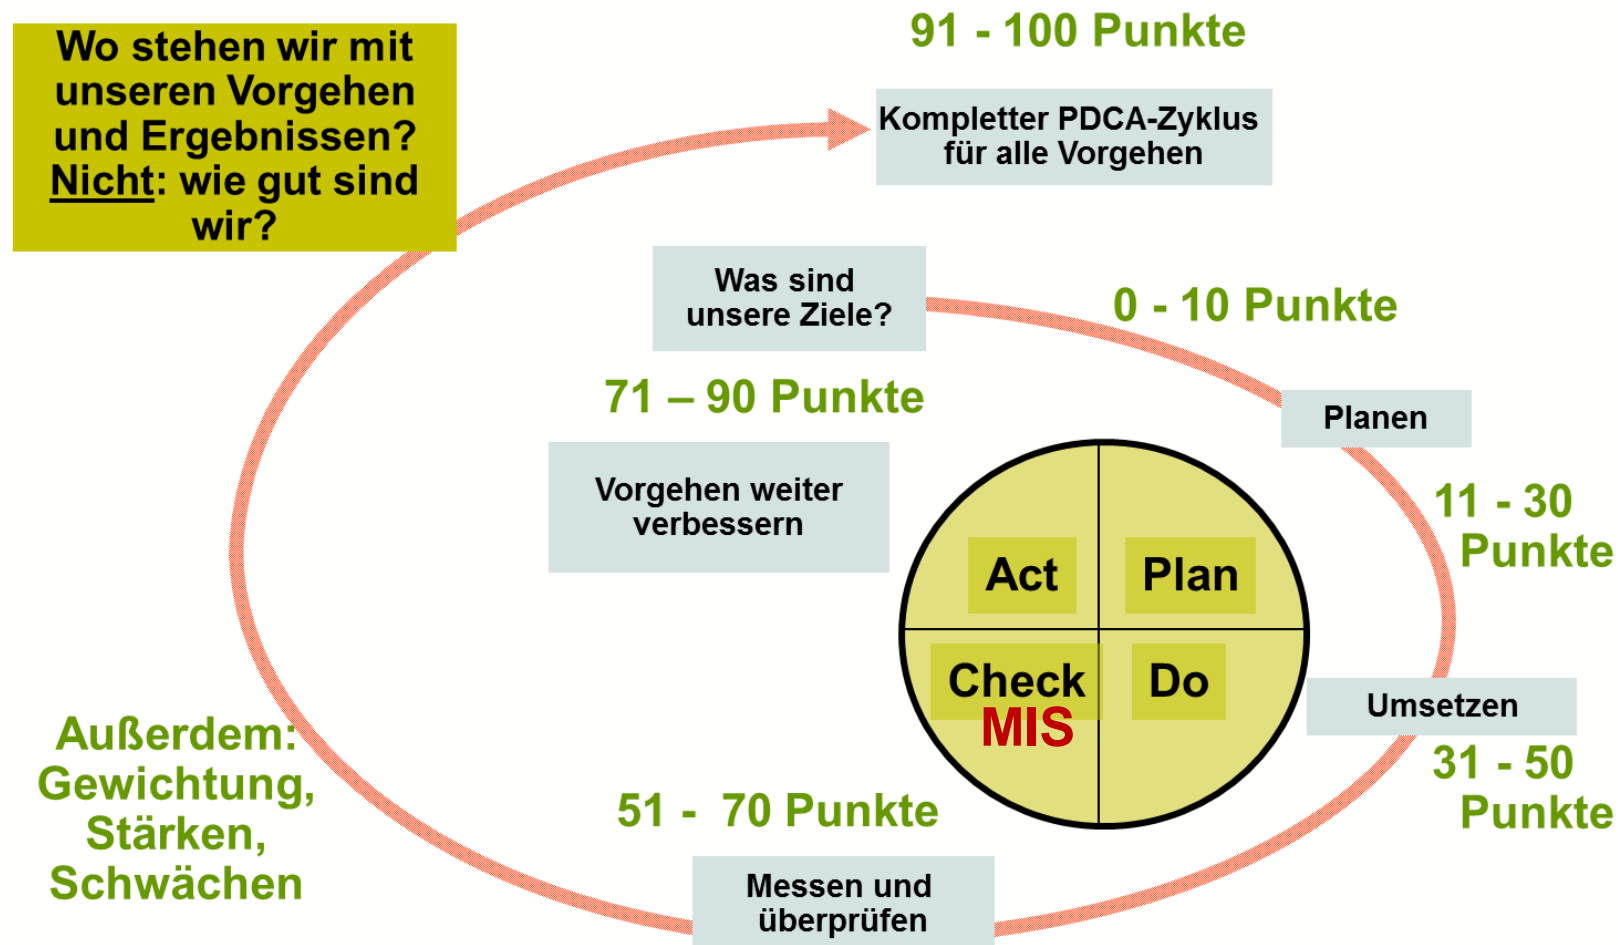 Wo stehen wir mit
unseren Vorgehen
und Ergebnissen?
Nicht: wie gut sind
wir?
91 - 100 Punkte
Kompletter PDCA-Zyklus
für alle Vorgehen
Was sind
unsere Ziele?
0 - 10 Punkte
71 – 90 Punkte
Planen
Vorgehen weiter
verbessern
11 - 30
Punkte
Act
Plan
Check
MIS
Do
Umsetzen
31 - 50
Punkte
Außerdem:
Gewichtung,
Stärken,
Schwächen
51 - 70 Punkte
Messen und
überprüfen